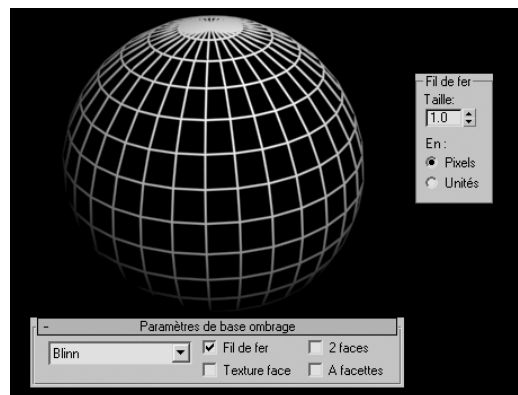 Fil de fer
Taille:
1.0
En :
Pixels
Unités
- Paramètres de base ombrage
Blinn
Fil de fer
2 faces
Texture face
A facettes